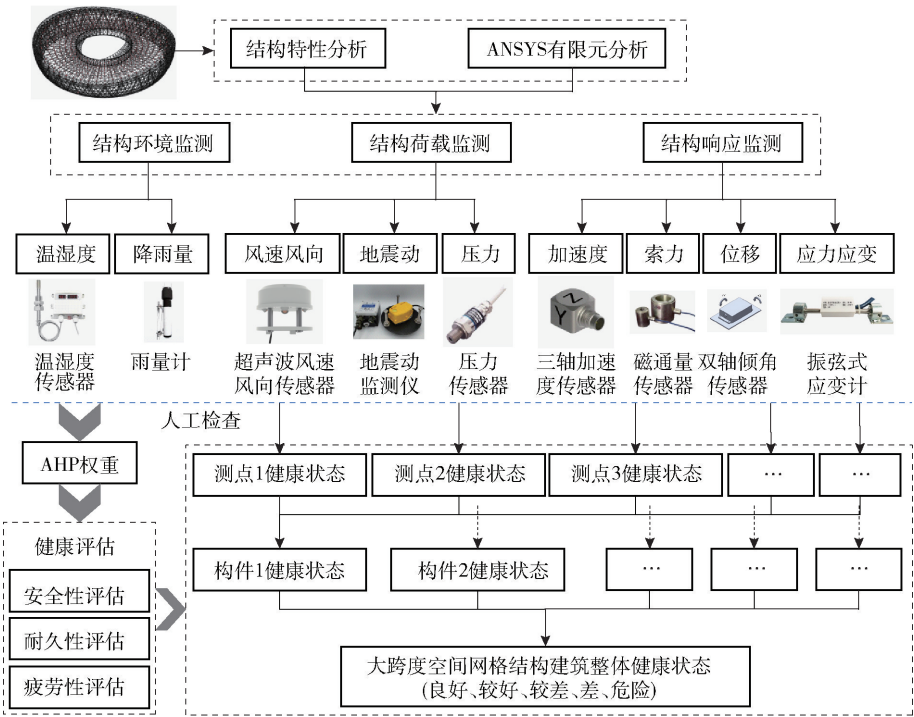 结构特性分析
ANSYS有限元分析
结构环境监测
结构荷载监测
结构响应监测
温湿度
降雨量
风速风向
地震动
压力
加速度
索力
位移
应力应变
Z
Y
温湿度
传感器
雨量计
超声波风速
风向传感器
地震动
监测仪
压力
传感器
三轴加速
度传感器
磁通量
传感器
双轴倾角
传感器
振弦式
应变计
人工检查
AHP权重
测点1健康状态
测点2健康状态
测点3健康状态
…
…
健康评估
安全性评估
耐久性评估
疲劳性评估
构件1健康状态
构件2健康状态
…
…
…
大跨度空间网格结构建筑整体健康状态
(良好、较好、较差、差、危险)